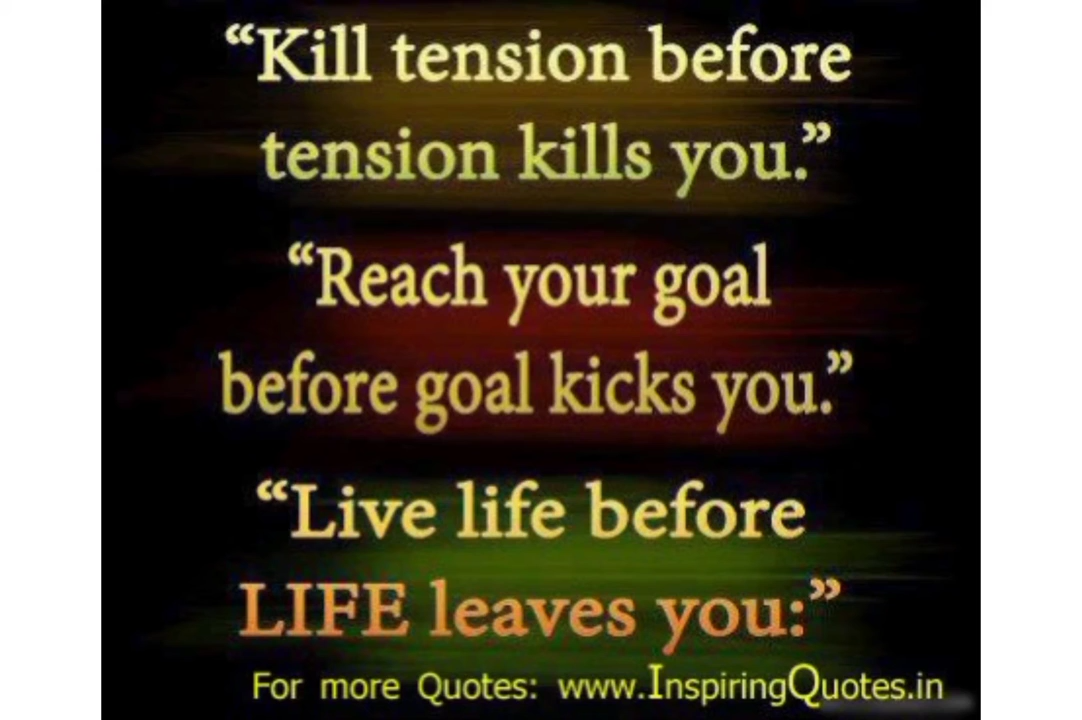 “Kill tension before
tension kills you.”
“Reach your goal
before goal kicks you.”
“Live life before
LIFE leaves you:”
For more Quotes: www.InspiringQuotes.in